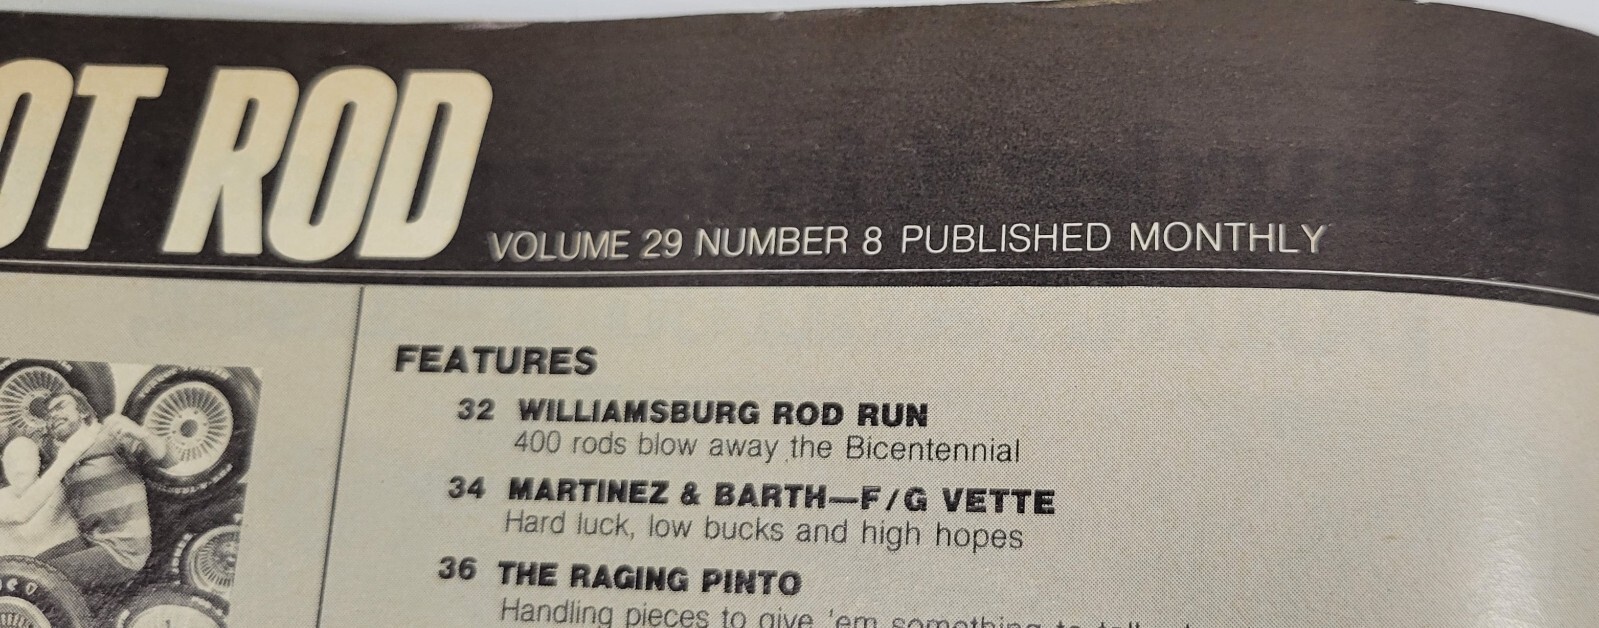 OT ROD
VOLUME 29 NUMBER 8 PUBLISHED MONTHLY
FEATURES
32 WILLIAMSBURG ROD RUN
400 rods blow away the Bicentennial
34 MARTINEZ & BARTH—F/G VETTE
Hard luck, low bucks and high hopes
36 THE RAGING PINTO
Handling pieces to give 'em something to